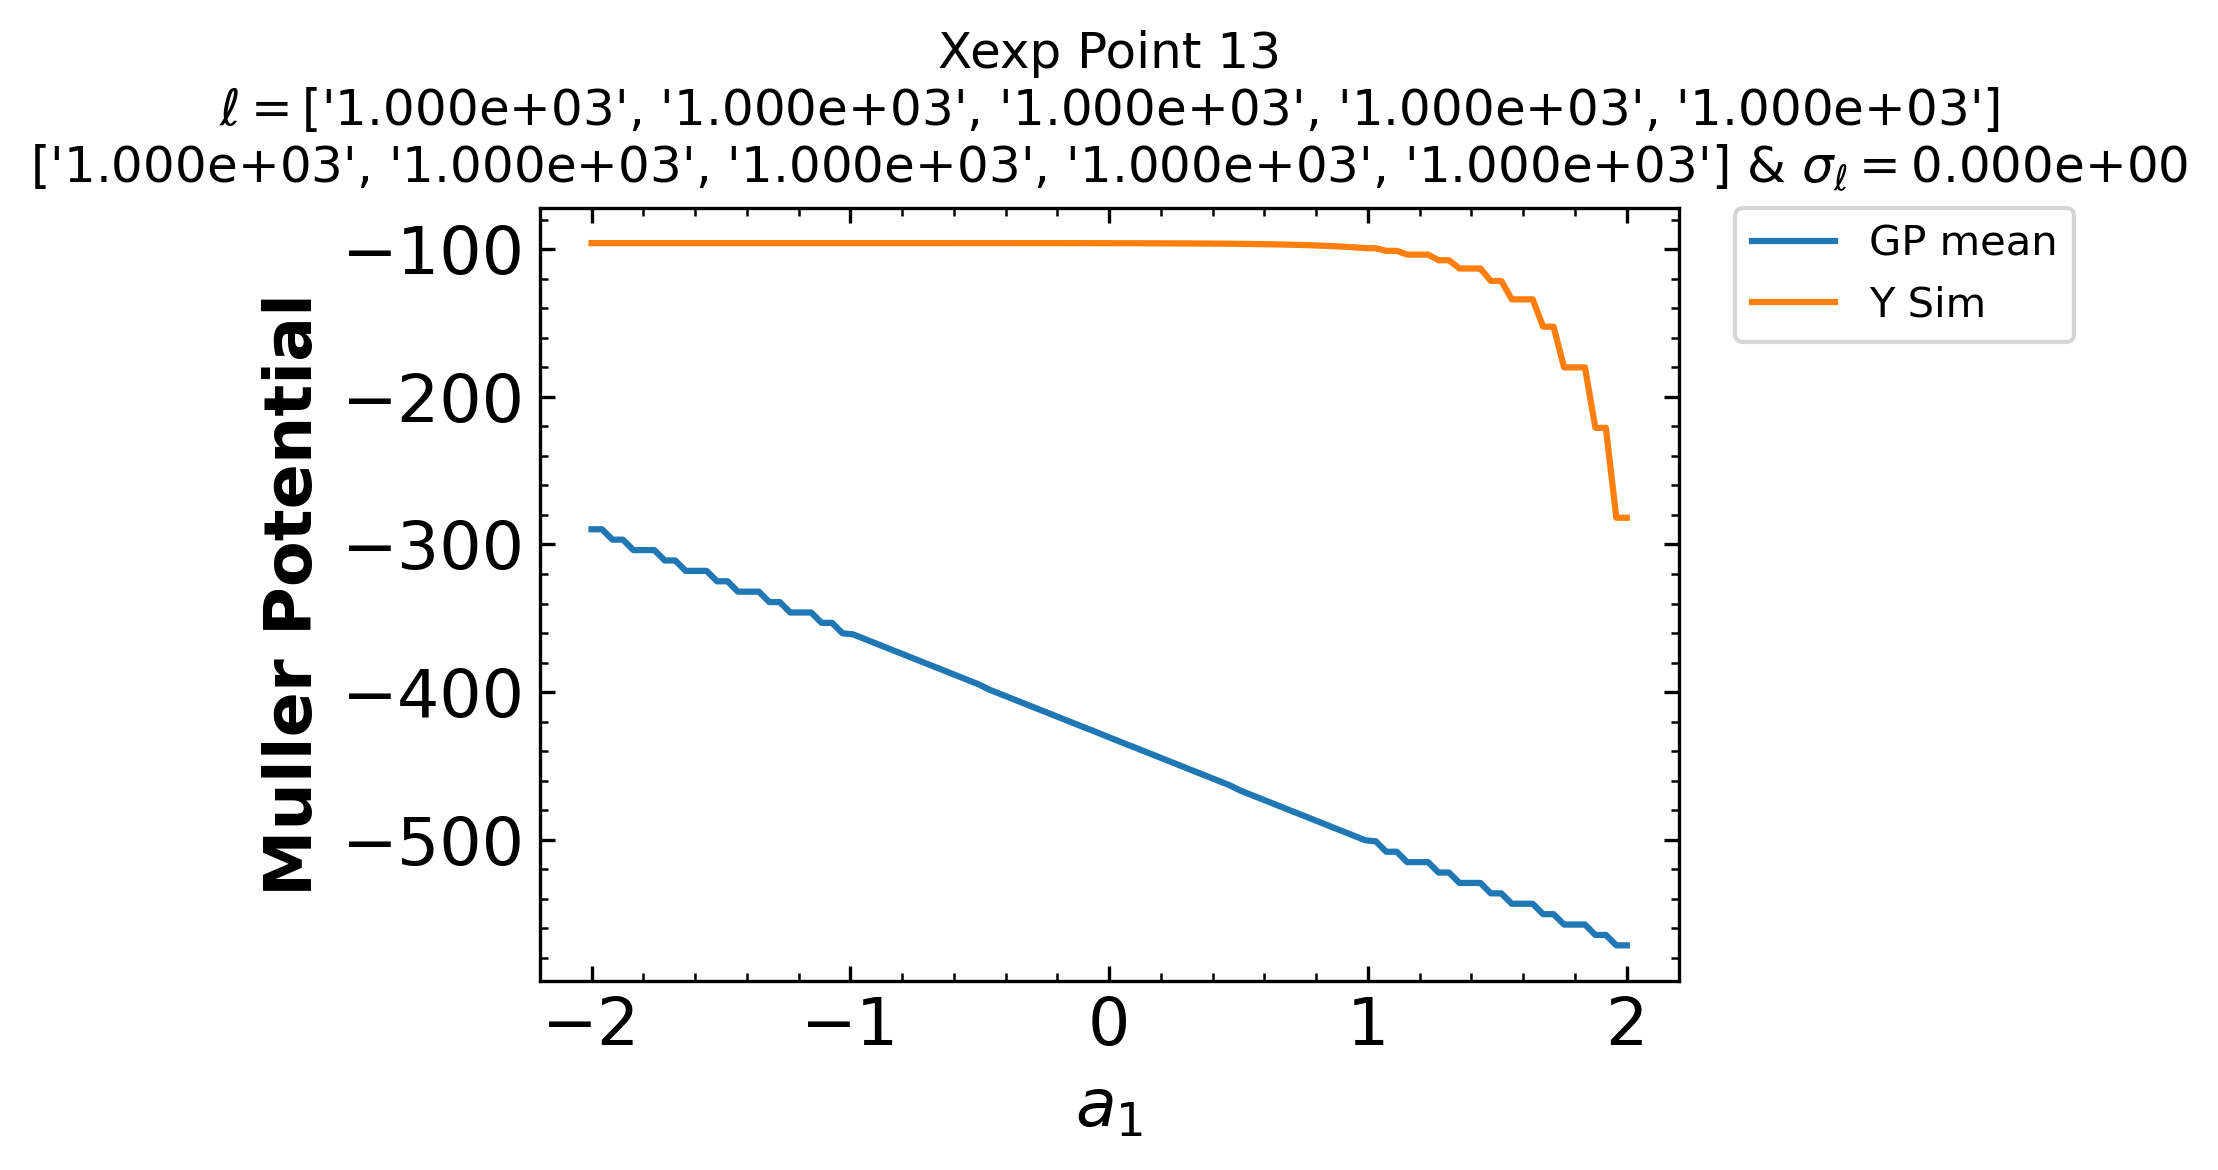 Xexp Point 13
ℓ = ['1.000e+03', '1.000e+03', '1.000e+03', '1.000e+03', '1.000e+03']
['1.000e+03', '1.000e+03', '1.000e+03', '1.000e+03', '1.000e+03'] & σ_ℓ = 0.000e+00
GP mean
Y Sim
Muller Potential
−100
−200
−300
−400
−500
−2 −1 0 1 2
a₁